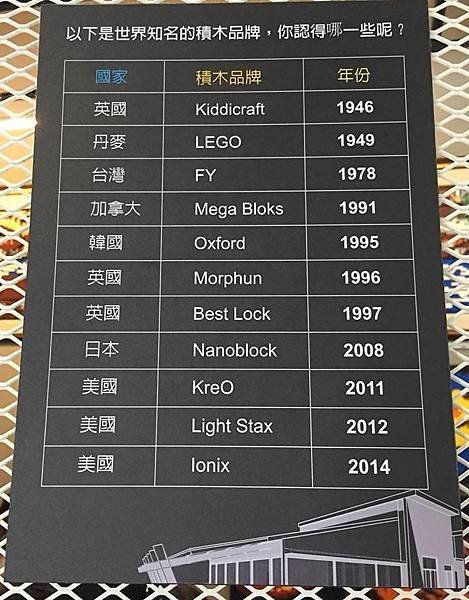 以下是世界知名的積木品牌，你認得哪一些呢？
國家 積木品牌 年份
英國 Kiddicraft 1946
丹麥 LEGO 1949
台灣 FY 1978
加拿大 Mega Bloks 1991
韓國 Oxford 1995
英國 Morphun 1996
英國 Best Lock 1997
日本 Nanoblock 2008
美國 KreO 2011
美國 Light Stax 2012
美國 Ionix 2014